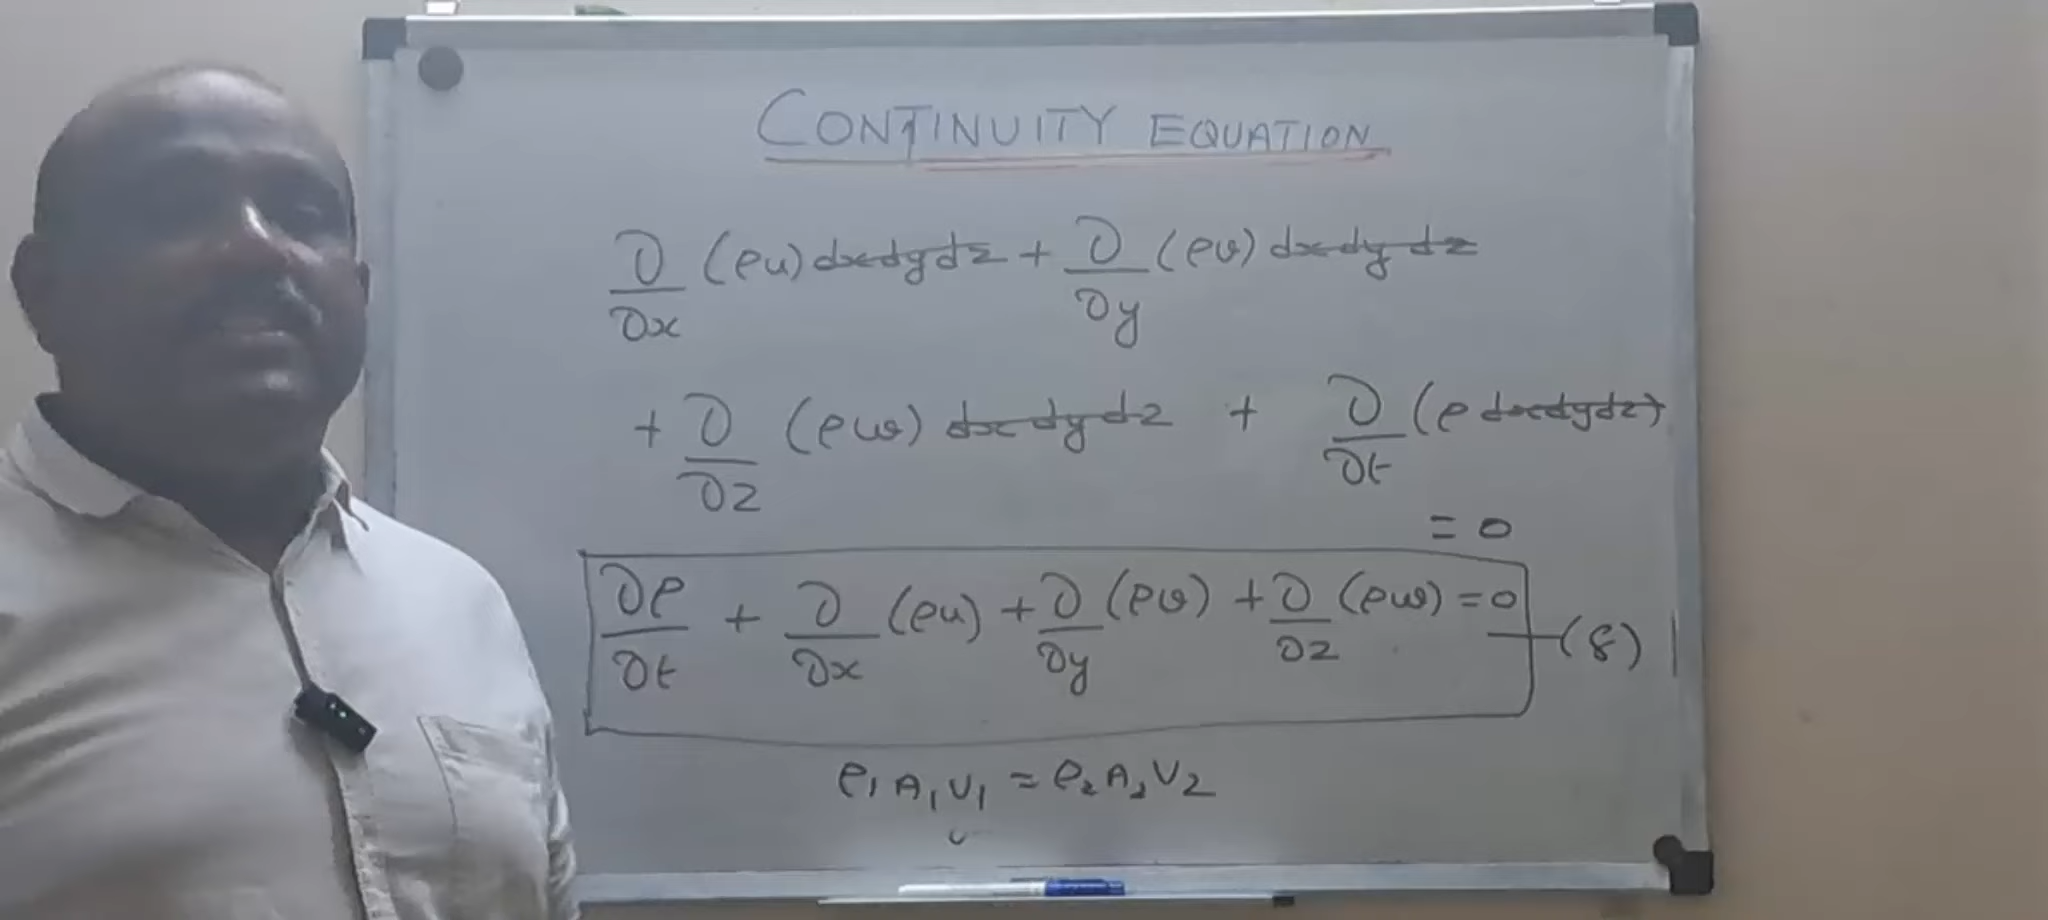 CONTINUITY EQUATION
∂/∂x (ρu) dxdydz + ∂/∂y (ρv) dxdydz
+ ∂/∂z (ρw) dxdydz + ∂/∂t (ρ dxdydz)
= 0
∂ρ/∂t + ∂/∂x (ρu) + ∂/∂y (ρv) + ∂/∂z (ρw) = 0 —(8)
ρ₁A₁V₁ = ρ₂A₂V₂